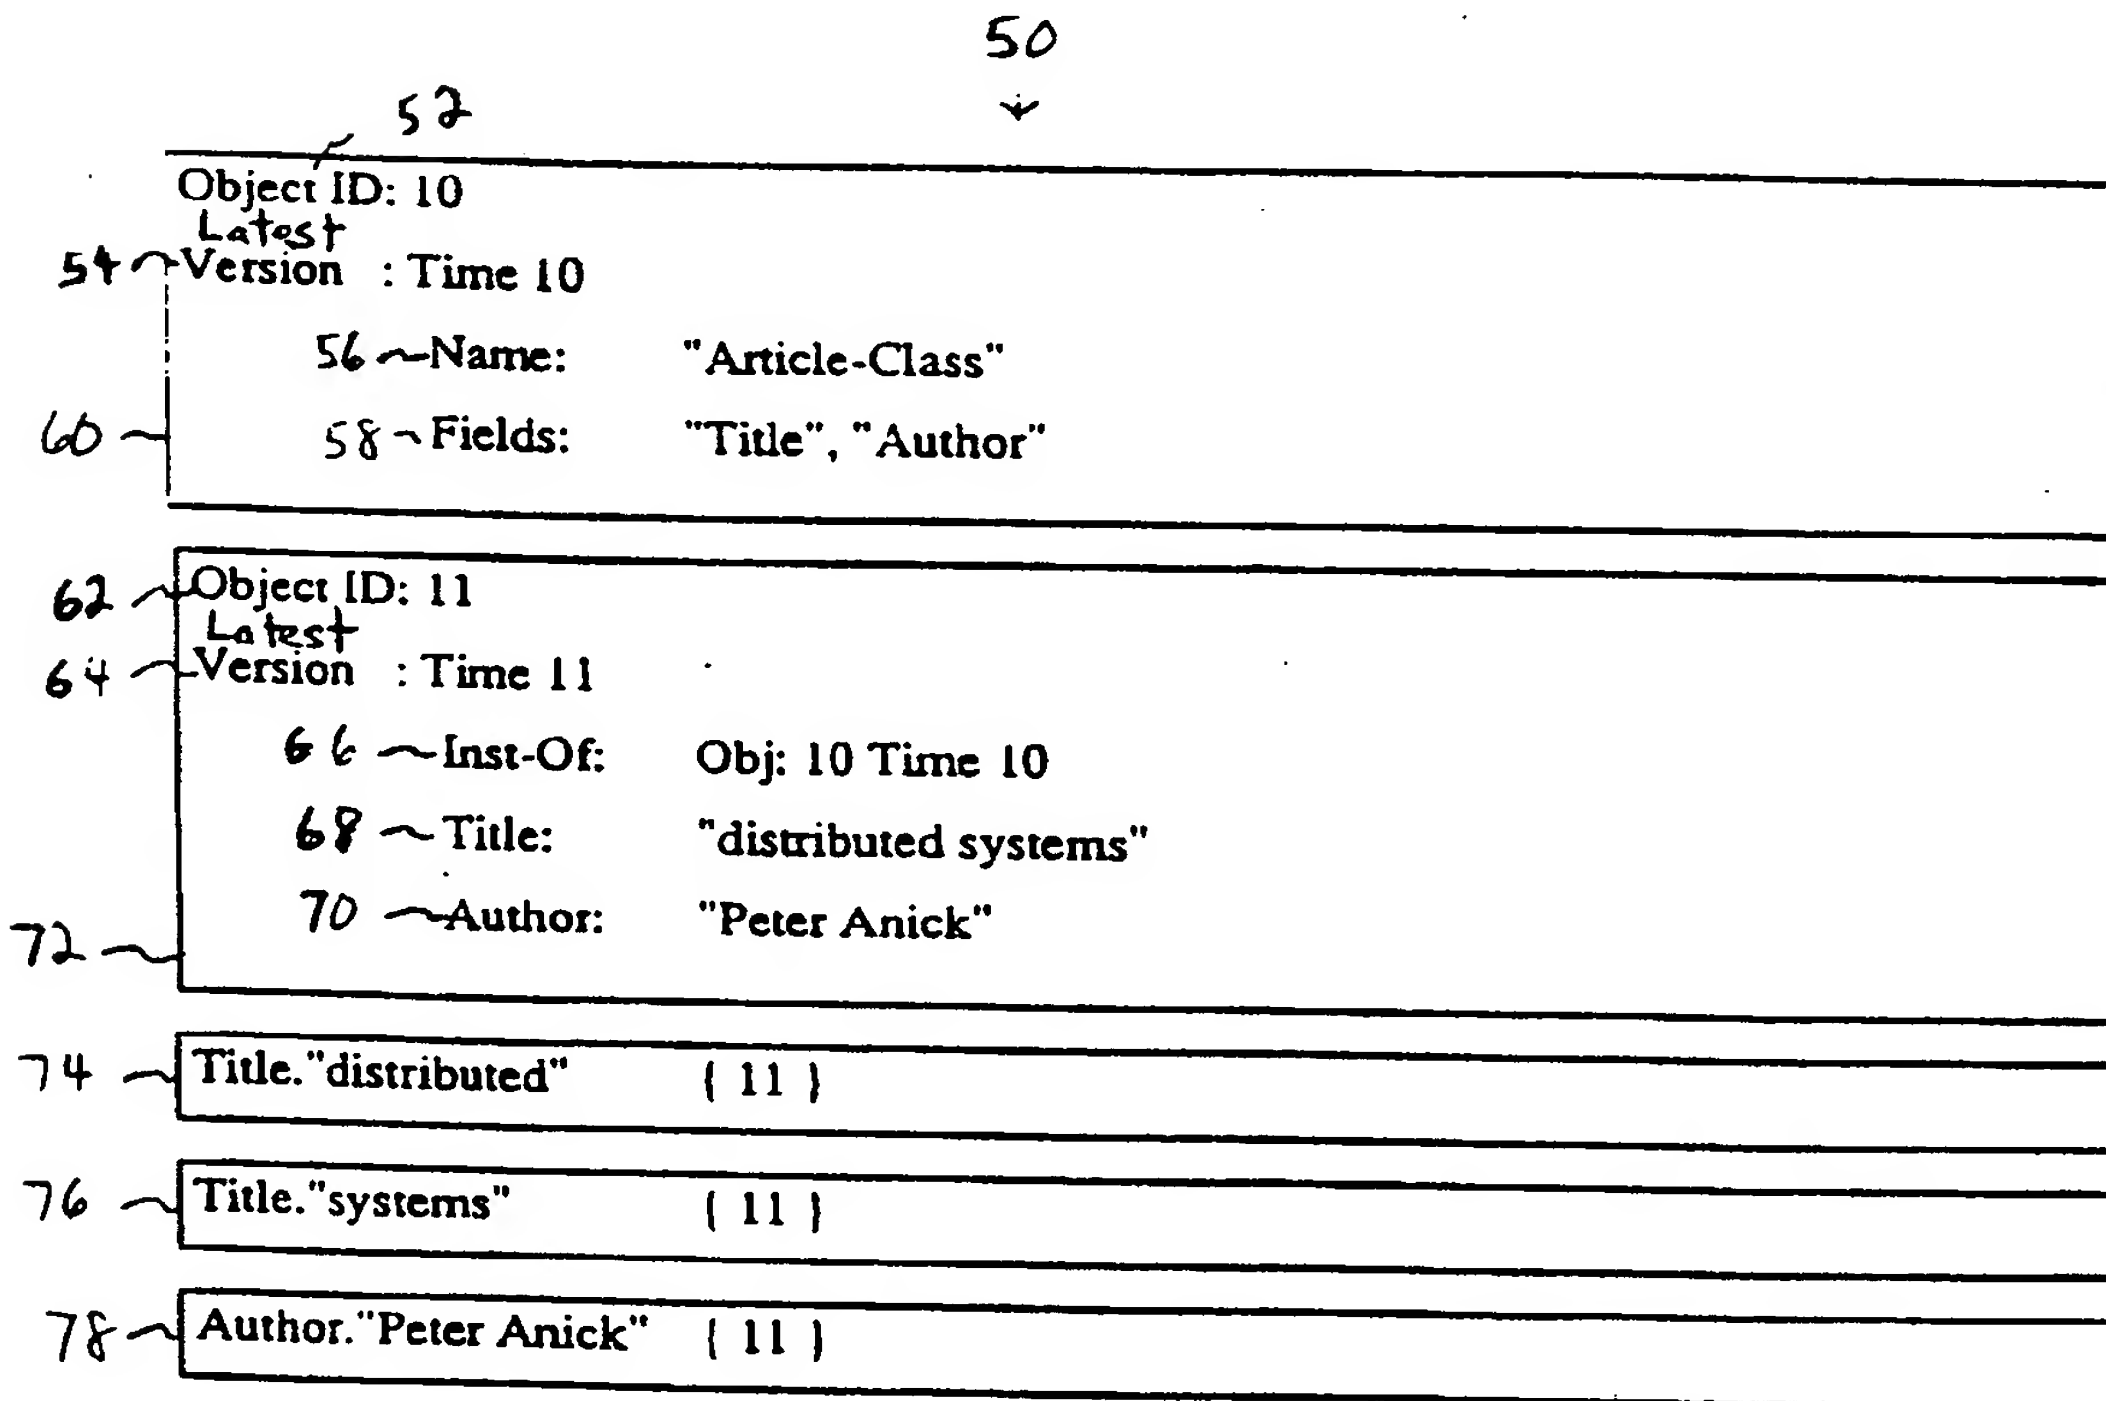 50
52
Object ID: 10
Latest
54 Version : Time 10
56 Name: "Article-Class"
60 58 Fields: "Title", "Author"
62 Object ID: 11
Latest
64 Version : Time 11
66 Inst-Of: Obj: 10 Time 10
68 Title: "distributed systems"
70 Author: "Peter Anick"
72
74 Title."distributed" { 11 }
76 Title."systems" { 11 }
78 Author."Peter Anick" { 11 }